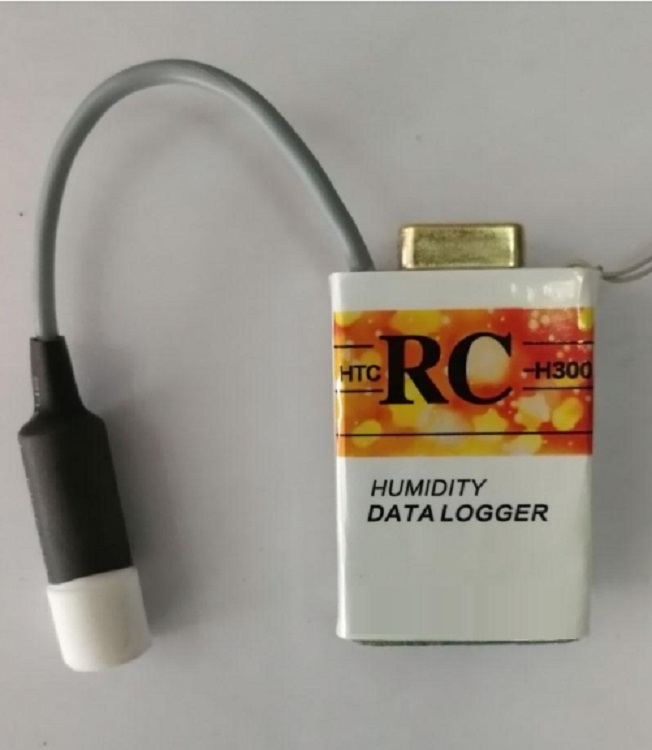 HTC RC -H300
HUMIDITY
DATA LOGGER